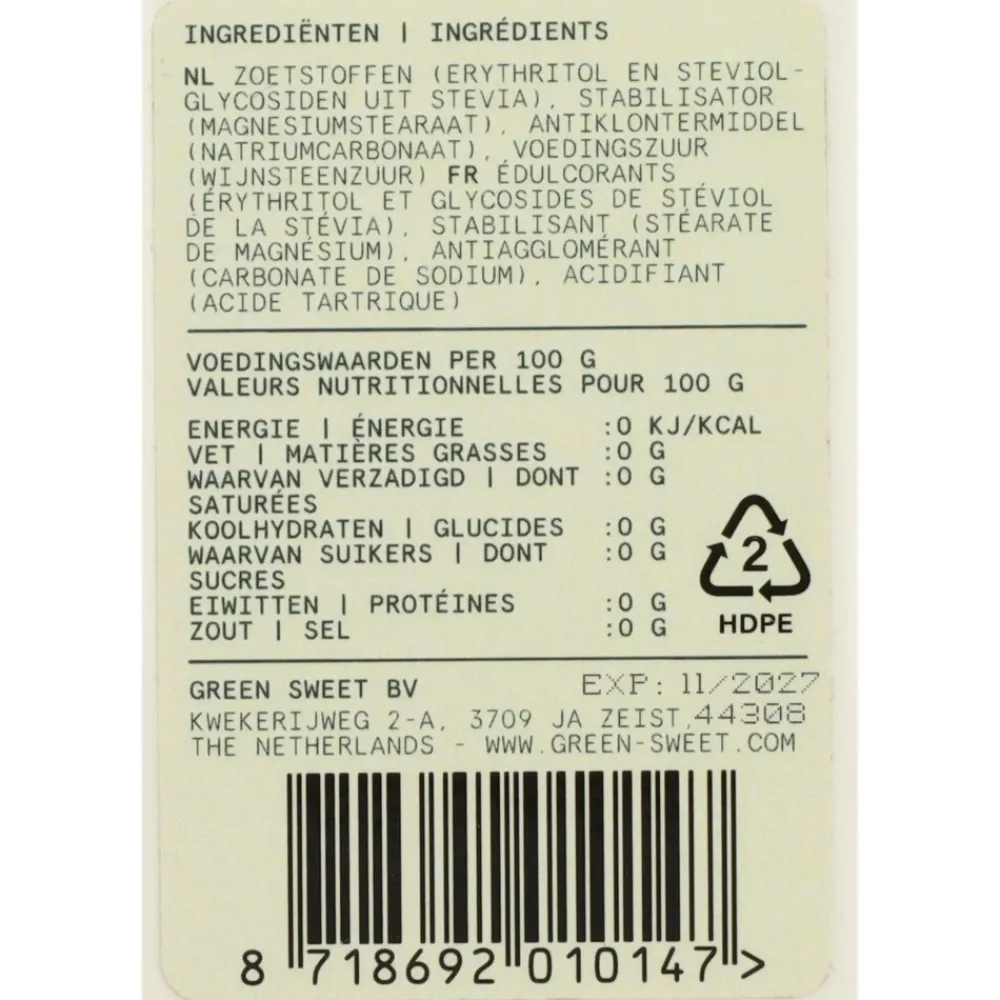 INGREDIËNTEN | INGRÉDIENTS
NL ZOETSTOFFEN (ERYTHRITOL EN STEVIOL-
GLYCOSIDEN UIT STEVIA), STABILISATOR
(MAGNESIUMSTEARAAT), ANTIKLONTERMIDDEL
(NATRIUMCARBONAAT), VOEDINGSZUUR
(WIJNSTEENZUUR) FR ÉDULCORANTS
(ÉRYTHRITOL ET GLYCOSIDES DE STÉVIOL
DE LA STÉVIA), STABILISANT (STÉARATE
DE MAGNÉSIUM), ANTIAGGLOMÉRANT
(CARBONATE DE SODIUM), ACIDIFIANT
(ACIDE TARTRIQUE)
VOEDINGSWAARDEN PER 100 G
VALEURS NUTRITIONNELLES POUR 100 G
ENERGIE | ÉNERGIE :0 KJ/KCAL
VET | MATIÈRES GRASSES :0 G
WAARVAN VERZADIGD | DONT :0 G
SATURÉES
KOOLHYDRATEN | GLUCIDES :0 G
WAARVAN SUIKERS | DONT :0 G
SUCRES
EIWITTEN | PROTÉINES :0 G
ZOUT | SEL :0 G
2
HDPE
GREEN SWEET BV EXP: 11/2027
KWEKERIJWEG 2-A, 3709 JA ZEIST, 44308
THE NETHERLANDS - WWW.GREEN-SWEET.COM
8 718692 010147 >